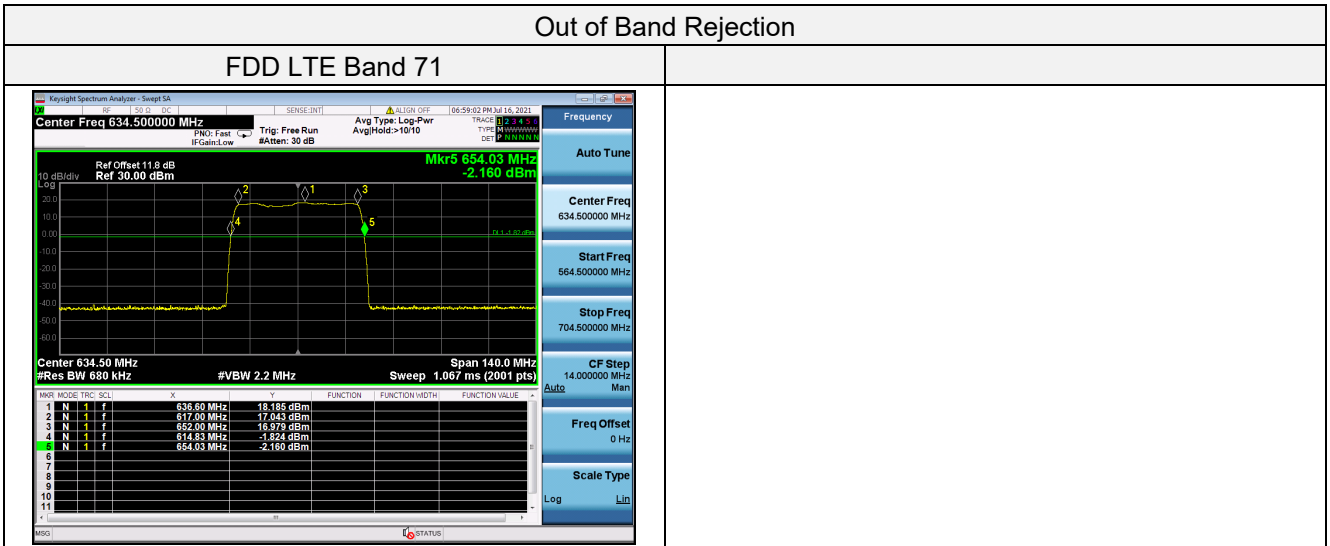 Out of Band Rejection
FDD LTE Band 71
Keysight Spectrum Analyzer - Swept SA
RF 50 Ω DC SENSE:INT ALIGN OFF 06:59:02 PM Jul 16, 2021
Center Freq 634.500000 MHz
PNO: Fast
IFGain:Low
Trig: Free Run
#Atten: 30 dB
Avg Type: Log-Pwr
Avg|Hold:>10/10
TRACE 1 2 3 4 5 6
TYPE M WWWWW
DET P N N N N N
Frequency
Auto Tune
Center Freq
634.500000 MHz
Start Freq
564.500000 MHz
Stop Freq
704.500000 MHz
CF Step
14.000000 MHz
Auto Man
Freq Offset
0 Hz
Scale Type
Log Lin
Mkr5 654.03 MHz
-2.160 dBm
Ref Offset 11.8 dB
10 dB/div Ref 30.00 dBm
Log
20.0
10.0
0.00
-10.0
-20.0
-30.0
-40.0
-50.0
-60.0
2 1 3
4 5
DL1 -1.82 dBm
Center 634.50 MHz Span 140.0 MHz
#Res BW 680 kHz #VBW 2.2 MHz Sweep 1.067 ms (2001 pts)
MKR MODE TRC SCL X Y FUNCTION FUNCTION WIDTH FUNCTION VALUE
1 N 1 f 636.60 MHz 18.185 dBm
2 N 1 f 617.00 MHz 17.043 dBm
3 N 1 f 652.00 MHz 16.979 dBm
4 N 1 f 614.83 MHz -1.824 dBm
5 N 1 f 654.03 MHz -2.160 dBm
6
7
8
9
10
11
MSG STATUS